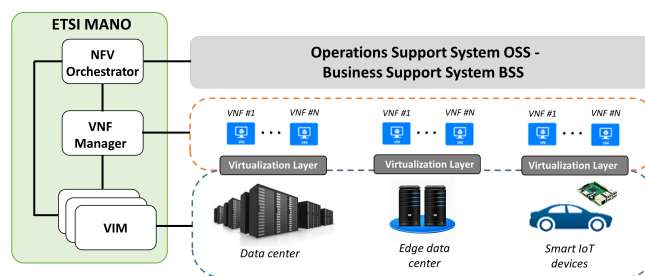 ETSI MANO
NFV
Orchestrator
Operations Support System OSS -
Business Support System BSS
VNF
Manager
VNF #1 VNF #N
VNF #1 VNF #N
VNF #1 VNF #N
Virtualization Layer
Virtualization Layer
Virtualization Layer
VIM
Data center
Edge data
center
Smart IoT
devices